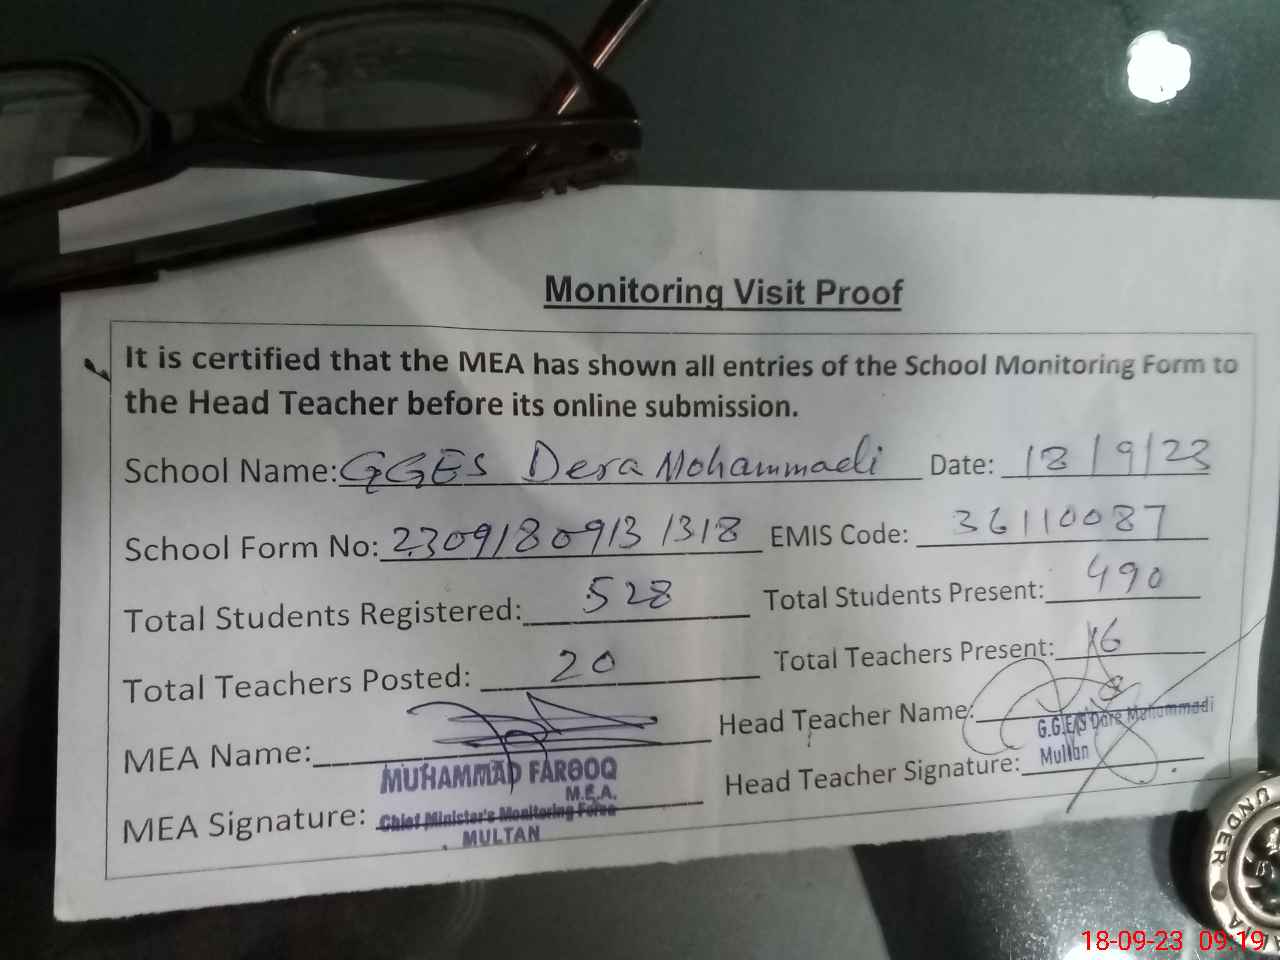 Monitoring Visit Proof
It is certified that the MEA has shown all entries of the School Monitoring Form to
the Head Teacher before its online submission.
School Name: GGES Dera Mohammadi Date: 18/9/23
School Form No: 2309180913 1318 EMIS Code: 36110087
Total Students Registered: 528 Total Students Present: 490
Total Teachers Posted: 20 Total Teachers Present: 16
MEA Name: Head Teacher Name:
MUHAMMAD FAROOQ
M.E.A.
MEA Signature: Chief Minister's Monitoring Force
MULTAN
G.G.E/S Dare Mohammadi
Multan
Head Teacher Signature:
UNDER
18-09-23 09:19